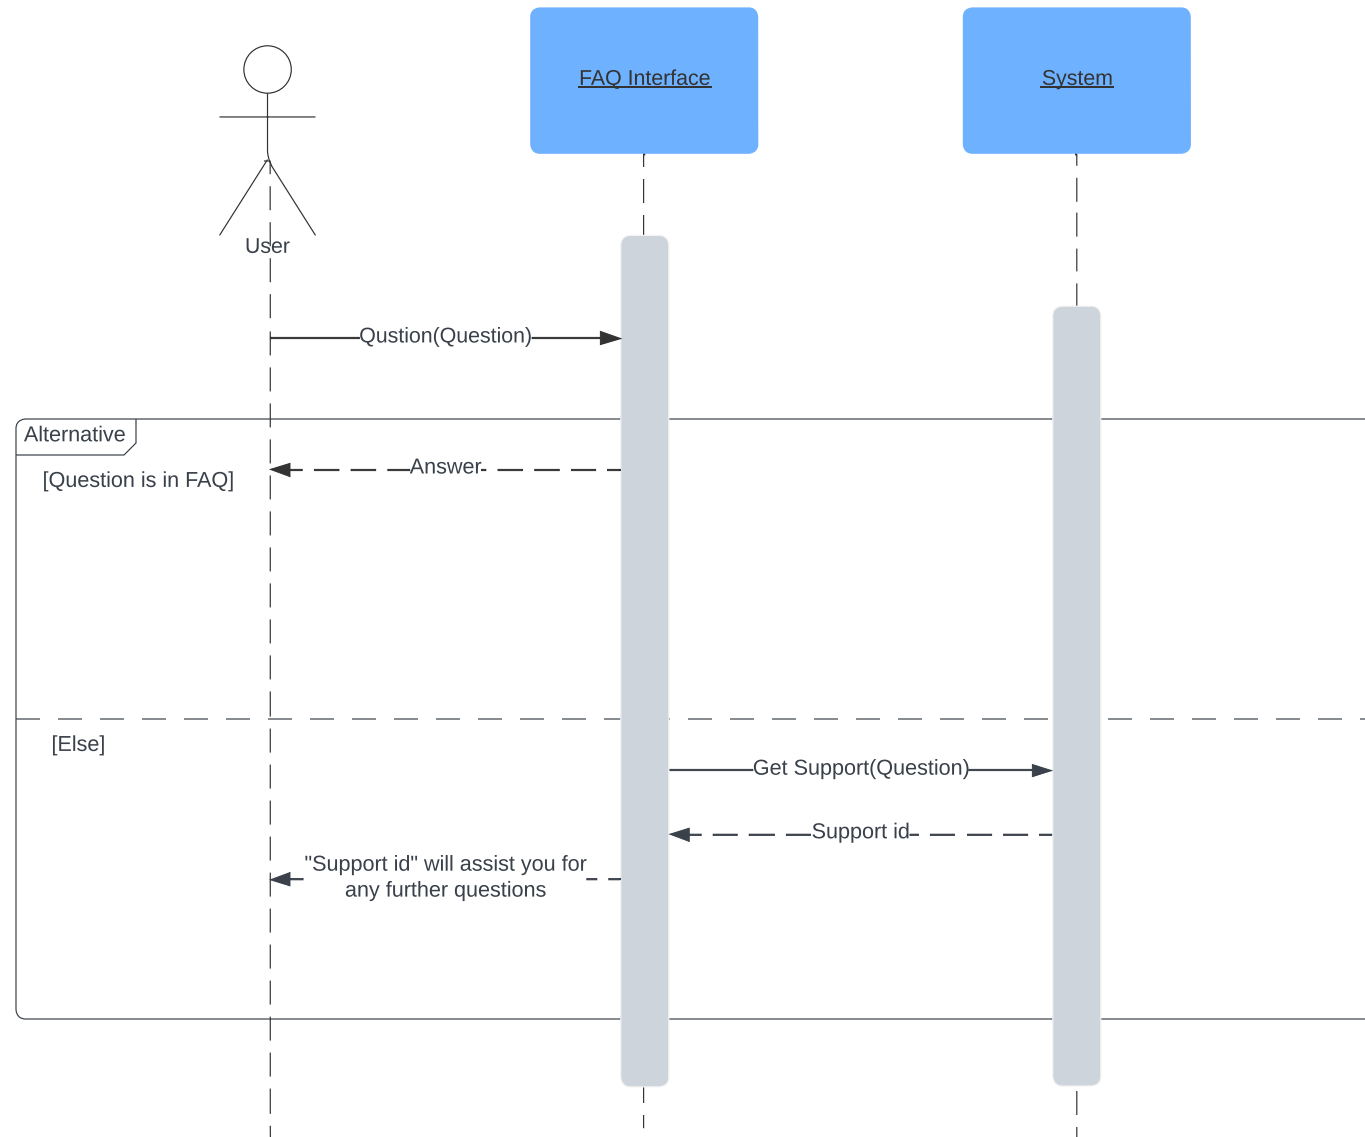 FAQ Interface
System
User
Qustion(Question)
Alternative
Answer
[Question is in FAQ]
[Else]
Get Support(Question)
Support id
"Support id" will assist you for
any further questions